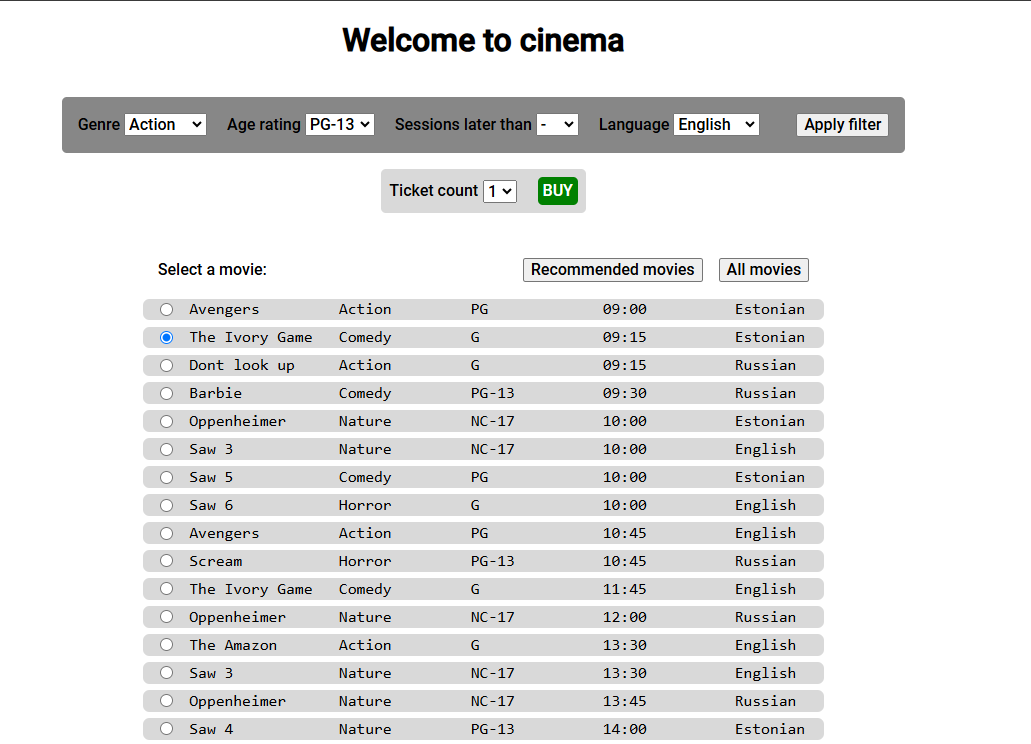 Welcome to cinema
Genre Action Age rating PG-13 Sessions later than - Language English Apply filter
Ticket count 1 BUY
Select a movie: Recommended movies All movies
Avengers Action PG 09:00 Estonian
The Ivory Game Comedy G 09:15 Estonian
Dont look up Action G 09:15 Russian
Barbie Comedy PG-13 09:30 Russian
Oppenheimer Nature NC-17 10:00 Estonian
Saw 3 Nature NC-17 10:00 English
Saw 5 Comedy PG 10:00 Estonian
Saw 6 Horror G 10:00 English
Avengers Action PG 10:45 English
Scream Horror PG-13 10:45 Russian
The Ivory Game Comedy G 11:45 English
Oppenheimer Nature NC-17 12:00 Russian
The Amazon Action G 13:30 English
Saw 3 Nature NC-17 13:30 English
Oppenheimer Nature NC-17 13:45 Russian
Saw 4 Nature PG-13 14:00 Estonian